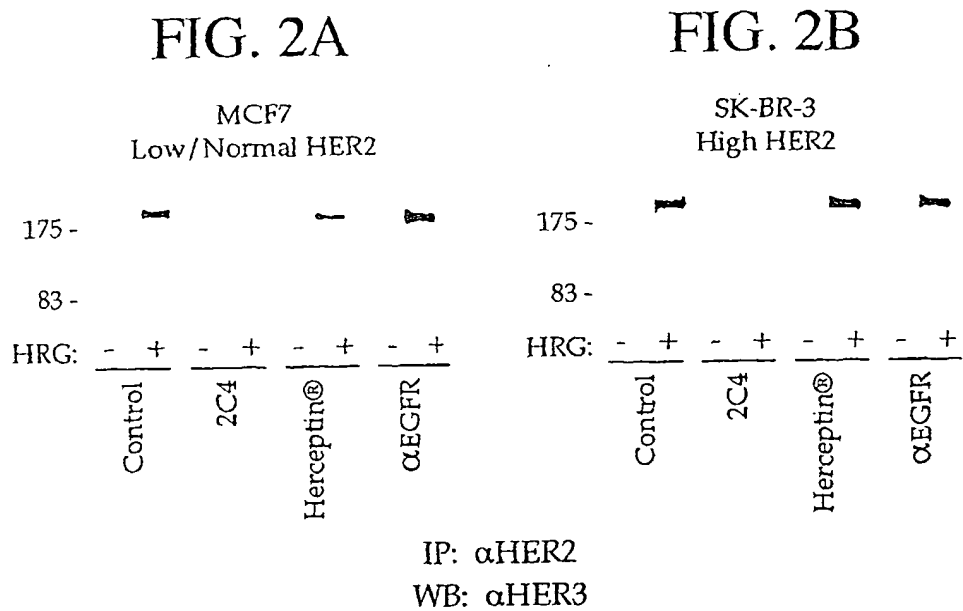 FIG. 2A
MCF7
Low/Normal HER2
175 -
83 -
HRG: - + - + - + - +
Control
2C4
Herceptin®
αEGFR
FIG. 2B
SK-BR-3
High HER2
175 -
83 -
HRG: - + - + - + - +
Control
2C4
Herceptin®
αEGFR
IP: αHER2
WB: αHER3